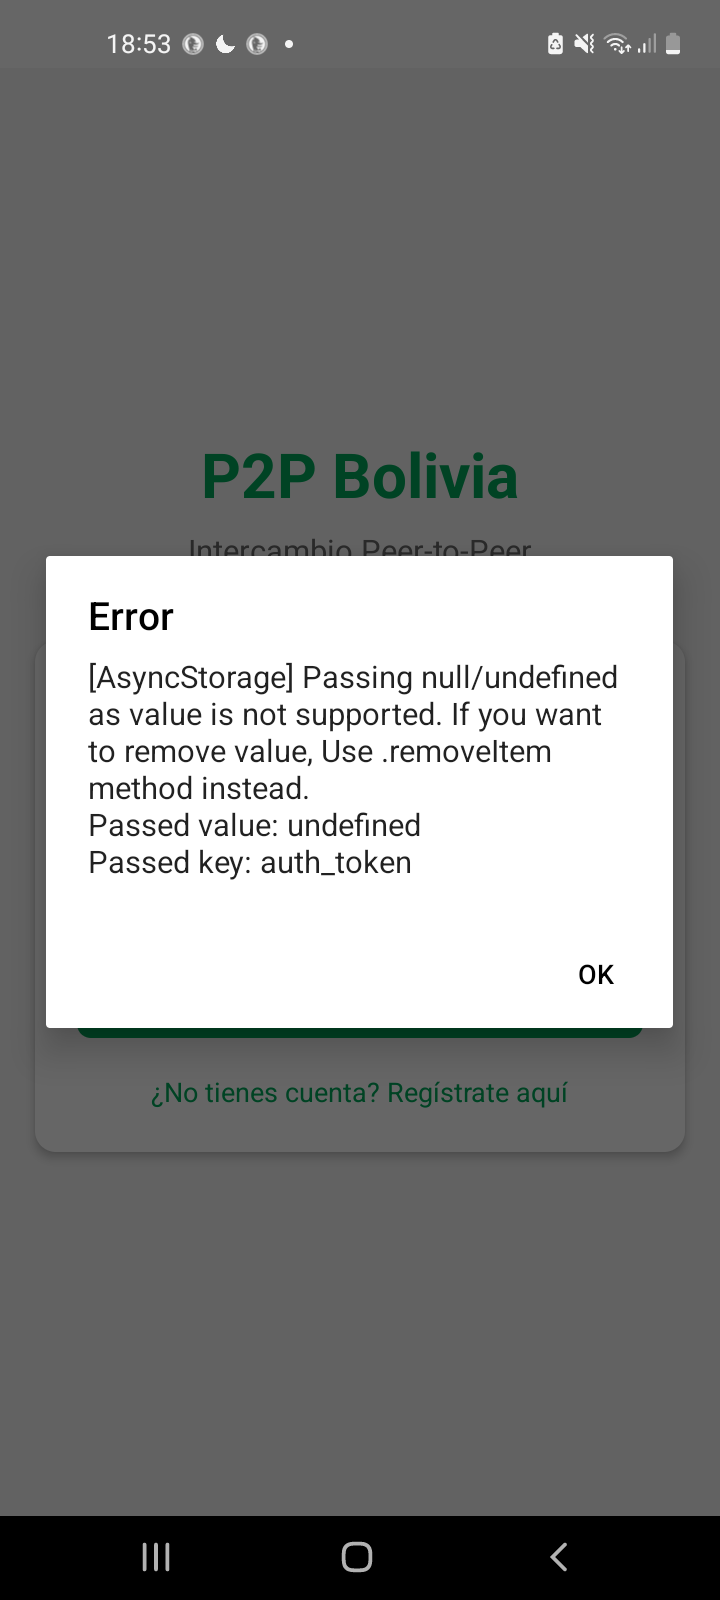 18:53
P2P Bolivia
Intercambio Peer-to-Peer
Error
[AsyncStorage] Passing null/undefined
as value is not supported. If you want
to remove value, Use .removeItem
method instead.
Passed value: undefined
Passed key: auth_token
OK
¿No tienes cuenta? Regístrate aquí